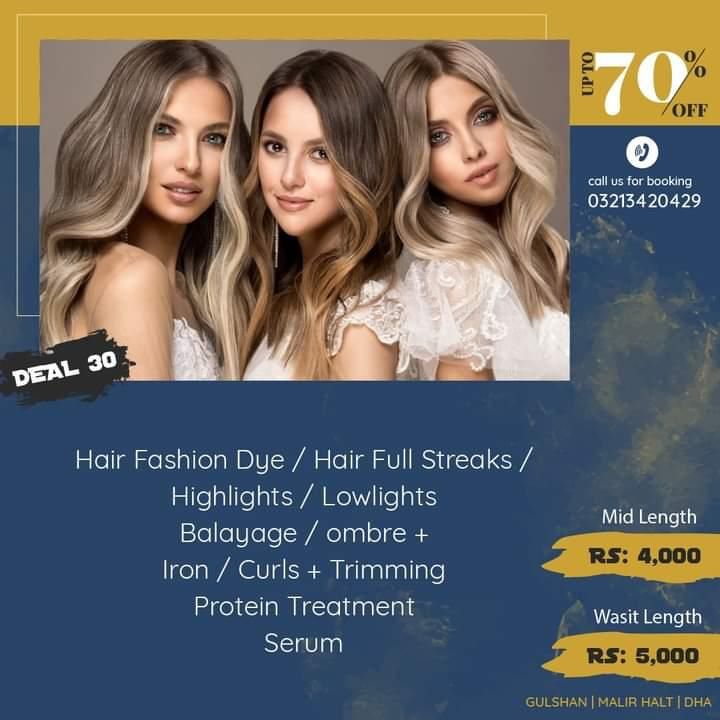 UP TO 70% OFF
call us for booking
03213420429
DEAL 30
Hair Fashion Dye / Hair Full Streaks /
Highlights / Lowlights
Balayage / ombre +
Iron / Curls + Trimming
Protein Treatment
Serum
Mid Length
RS: 4,000
Wasit Length
RS: 5,000
GULSHAN | MALIR HALT | DHA